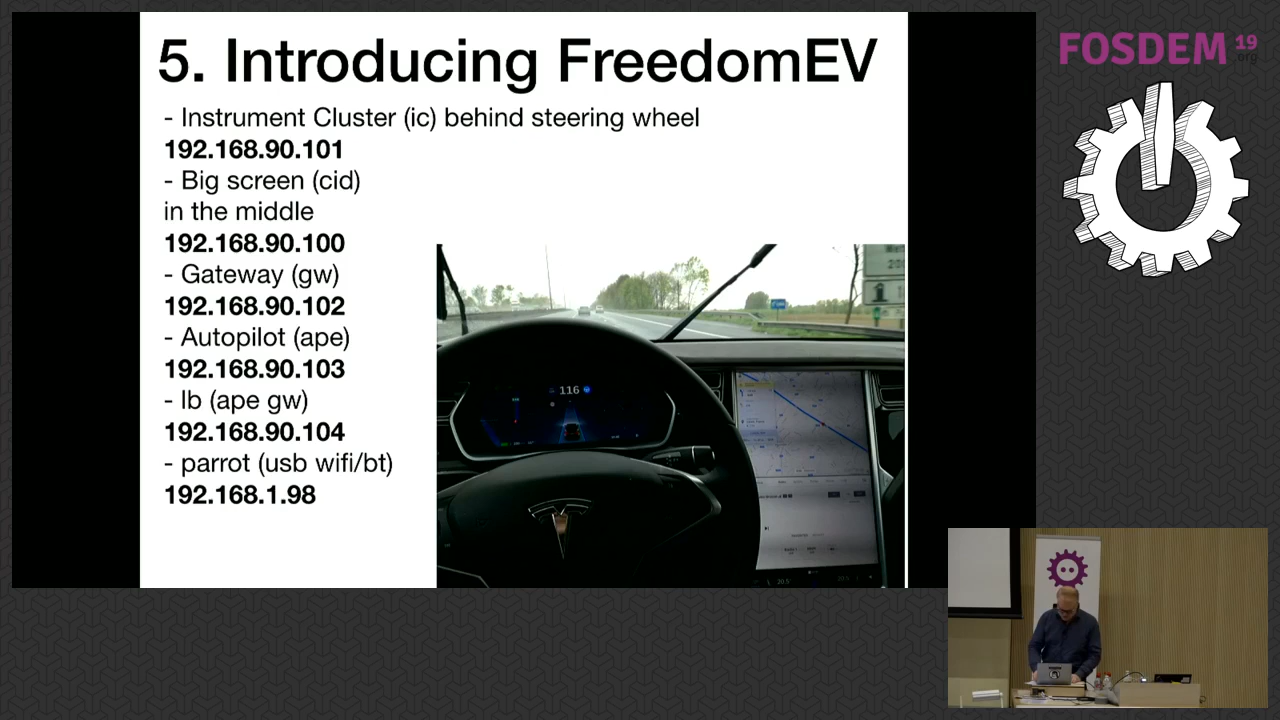 5. Introducing FreedomEV
- Instrument Cluster (ic) behind steering wheel
192.168.90.101
- Big screen (cid)
in the middle
192.168.90.100
- Gateway (gw)
192.168.90.102
- Autopilot (ape)
192.168.90.103
- lb (ape gw)
192.168.90.104
- parrot (usb wifi/bt)
192.168.1.98
116
FOSDEM 19
.org